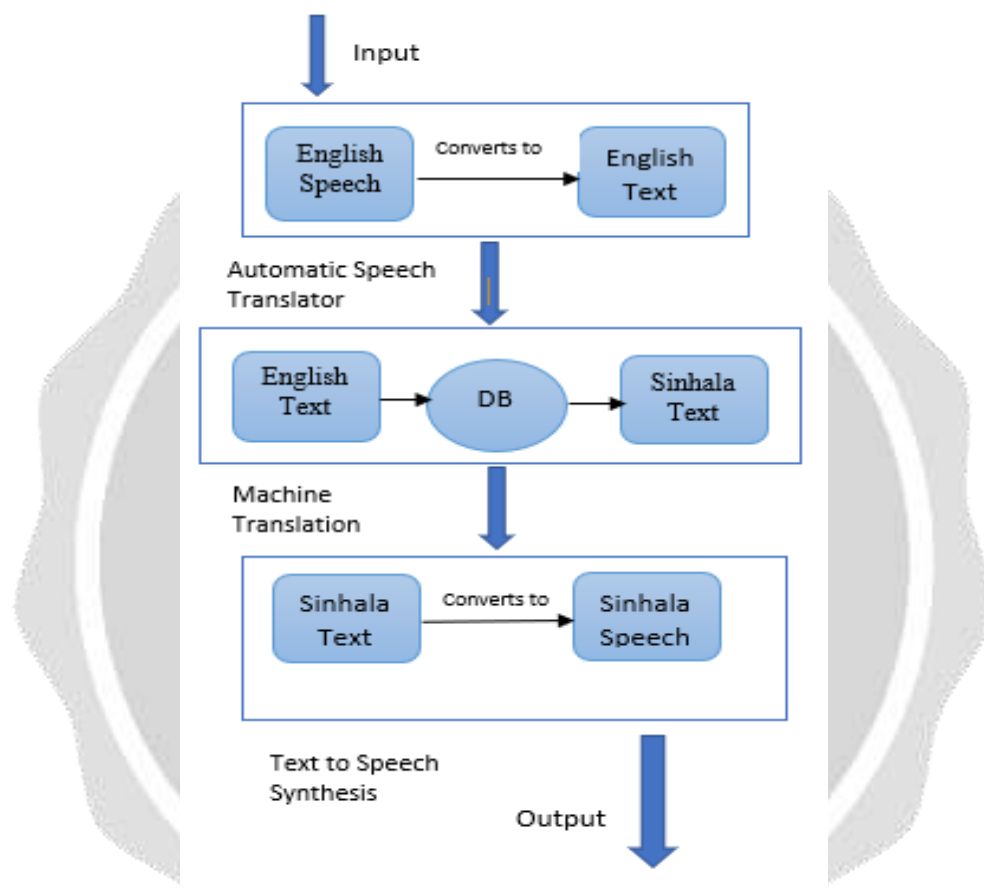 Input
English
Speech
Converts to
English
Text
Automatic Speech
Translator
English
Text
DB
Sinhala
Text
Machine
Translation
Sinhala
Text
Converts to
Sinhala
Speech
Text to Speech
Synthesis
Output